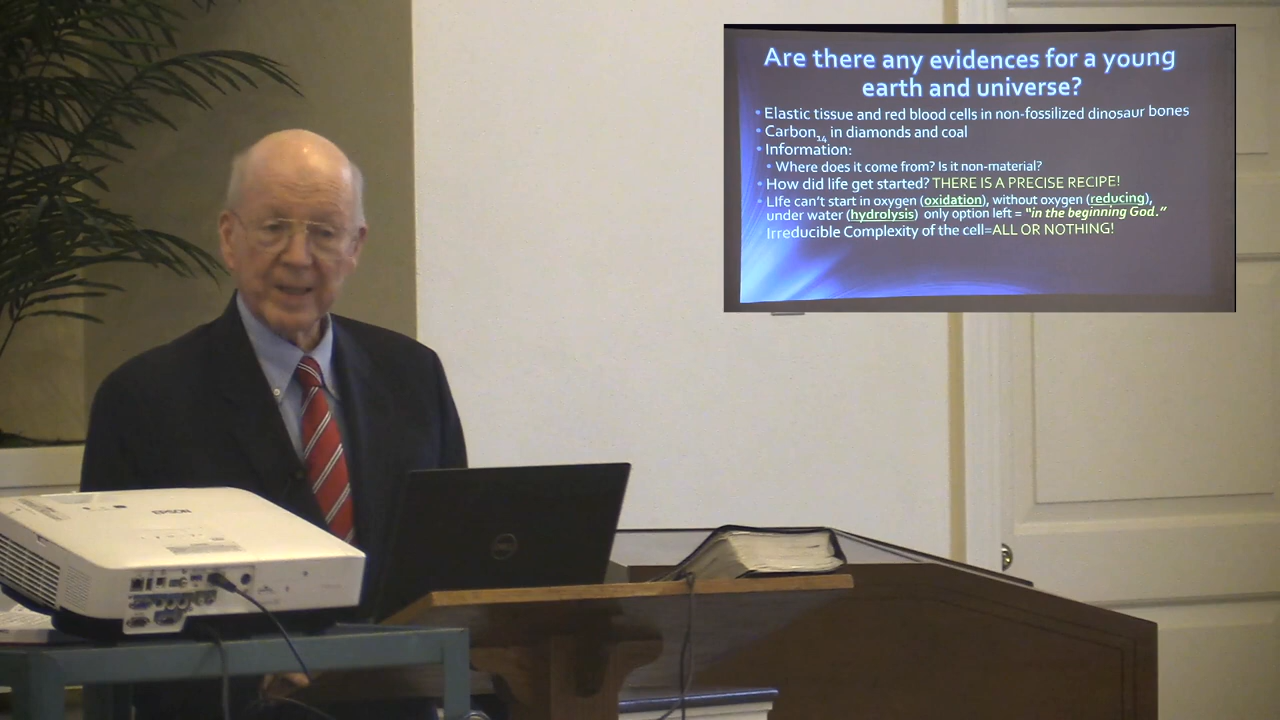 Are there any evidences for a young
earth and universe?
• Elastic tissue and red blood cells in non-fossilized dinosaur bones
• Carbon14 in diamonds and coal
• Information:
• Where does it come from? Is it non-material?
• How did life get started? THERE IS A PRECISE RECIPE!
• LIfe can't start in oxygen (oxidation), without oxygen (reducing),
under water (hydrolysis) only option left = "in the beginning God."
Irreducible Complexity of the cell=ALL OR NOTHING!
EPSON
DELL